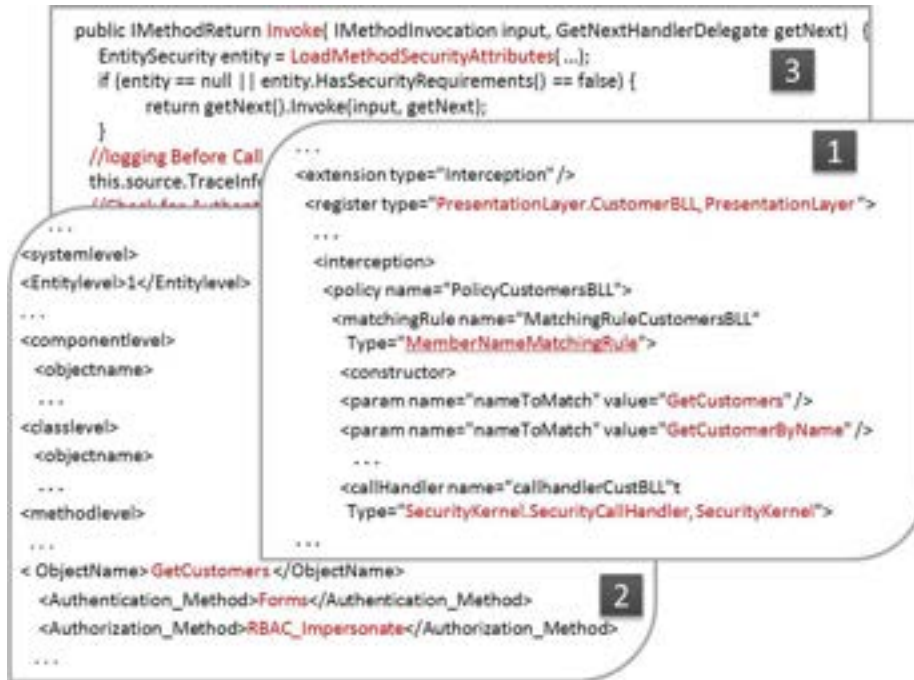 public IMethodReturn Invoke( IMethodInvocation input, GetNextHandlerDelegate getNext) {
EntitySecurity entity = LoadMethodSecurityAttributes( ...);
if (entity == null || entity.HasSecurityRequirements() == false) {
return getNext().Invoke(input, getNext);
}
//logging Before Call
this.source.TraceInf
//Check for Authent
3
1
...
<extension type="Interception" />
<register type="PresentationLayer.CustomerBLL, PresentationLayer ">
...
<interception>
<policy name="PolicyCustomersBLL">
<matchingRule name="MatchingRuleCustomersBLL"
Type="MemberNameMatchingRule">
<constructor>
<param name="nameToMatch" value="GetCustomers" />
<param name="nameToMatch" value="GetCustomerByName" />
...
<callHandler name="callhandlerCustBLL"t
Type="SecurityKernel.SecurityCallHandler, SecurityKernel">
...
...
<systemlevel>
<Entitylevel>1</Entitylevel>
...
<componentlevel>
<objectname>
...
<classlevel>
<objectname>
...
<methodlevel>
...
< ObjectName> GetCustomers </ObjectName>
<Authentication_Method>Forms</Authentication_Method>
<Authorization_Method>RBAC_Impersonate</Authorization_Method>
...
2